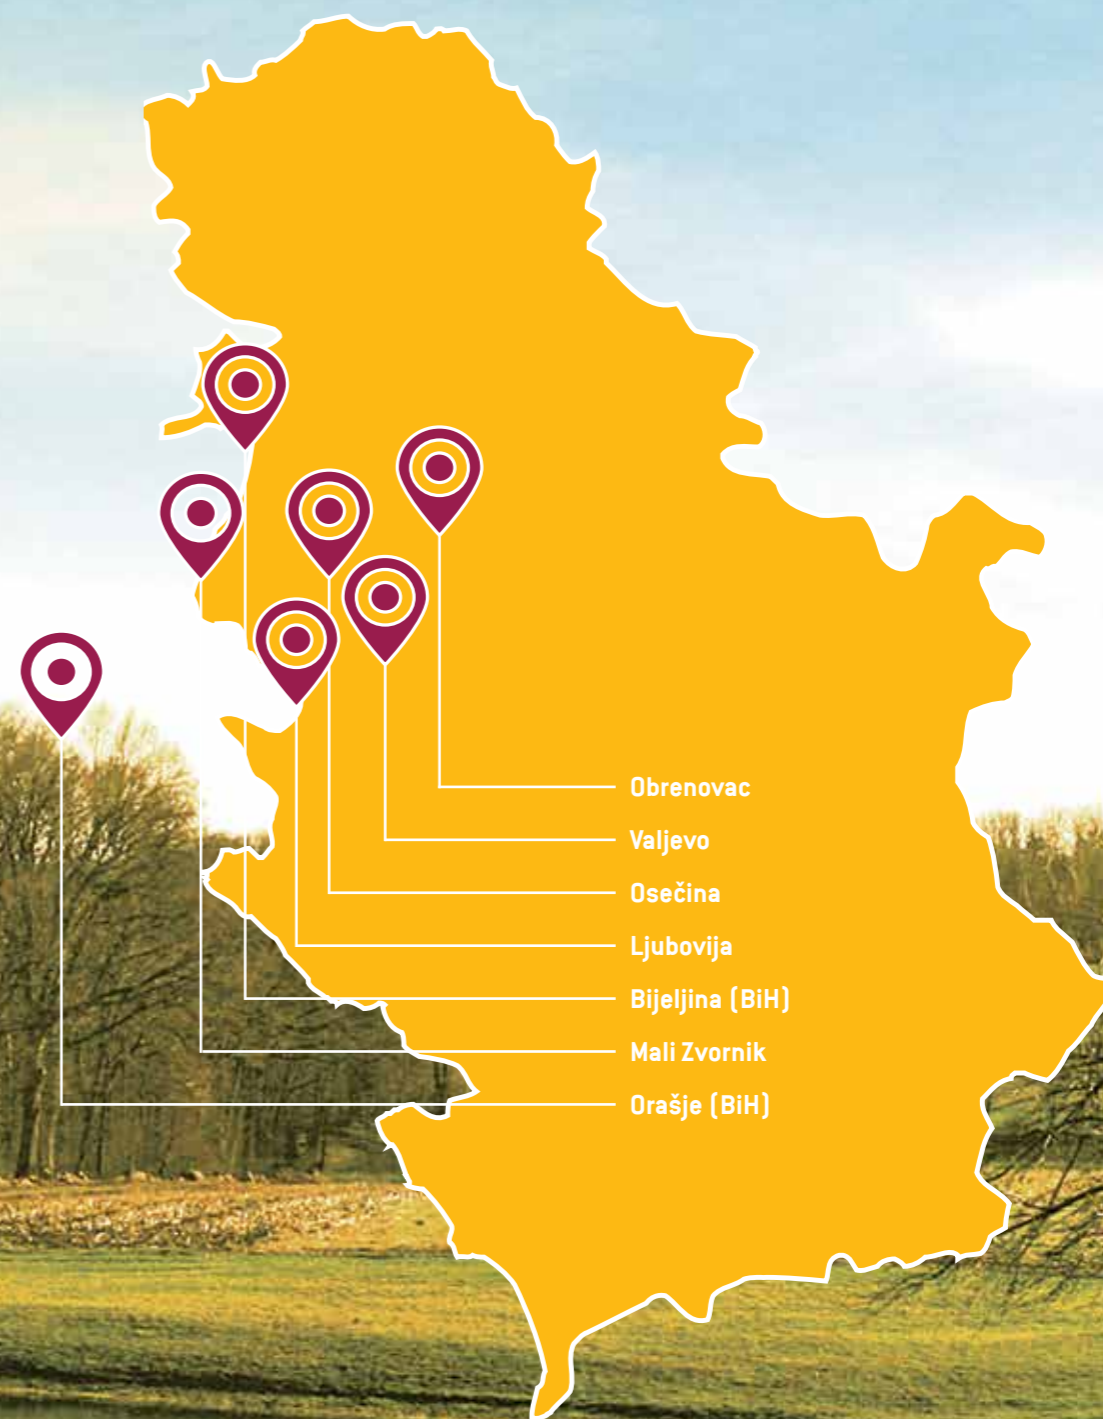 Obrenovac
Valjevo
Osečina
Ljubovija
Bijeljina (BiH)
Mali Zvornik
Orašje (BiH)